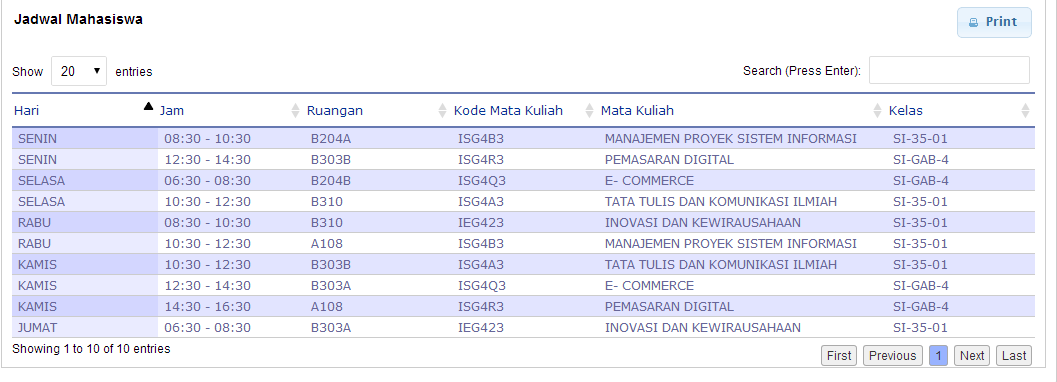 Jadwal Mahasiswa
Print
Show 20 entries Search (Press Enter):
Hari Jam Ruangan Kode Mata Kuliah Mata Kuliah Kelas
SENIN 08:30 - 10:30 B204A ISG4B3 MANAJEMEN PROYEK SISTEM INFORMASI SI-35-01
SENIN 12:30 - 14:30 B303B ISG4R3 PEMASARAN DIGITAL SI-GAB-4
SELASA 06:30 - 08:30 B204B ISG4Q3 E- COMMERCE SI-GAB-4
SELASA 10:30 - 12:30 B310 ISG4A3 TATA TULIS DAN KOMUNIKASI ILMIAH SI-35-01
RABU 08:30 - 10:30 B310 IEG423 INOVASI DAN KEWIRAUSAHAAN SI-35-01
RABU 10:30 - 12:30 A108 ISG4B3 MANAJEMEN PROYEK SISTEM INFORMASI SI-35-01
KAMIS 10:30 - 12:30 B303B ISG4A3 TATA TULIS DAN KOMUNIKASI ILMIAH SI-35-01
KAMIS 12:30 - 14:30 B303A ISG4Q3 E- COMMERCE SI-GAB-4
KAMIS 14:30 - 16:30 A108 ISG4R3 PEMASARAN DIGITAL SI-GAB-4
JUMAT 06:30 - 08:30 B303A IEG423 INOVASI DAN KEWIRAUSAHAAN SI-35-01
Showing 1 to 10 of 10 entries
First Previous 1 Next Last